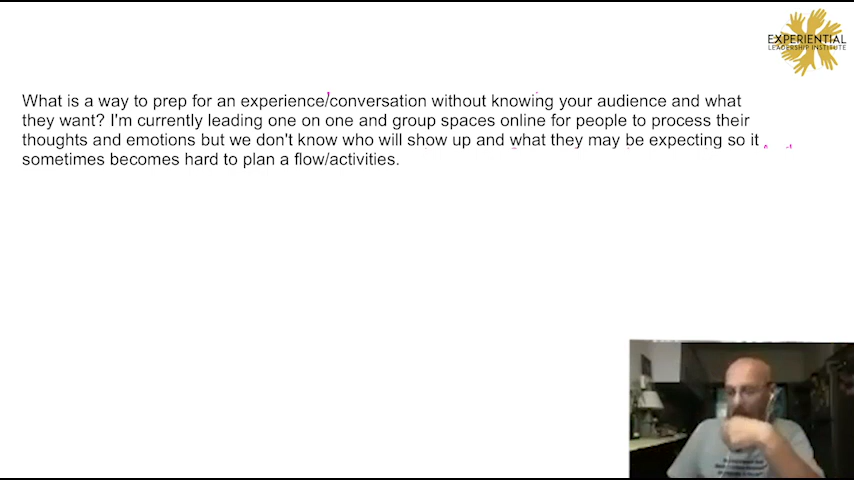 EXPERIENTIAL
LEADERSHIP INSTITUTE
What is a way to prep for an experience/conversation without knowing your audience and what
they want? I'm currently leading one on one and group spaces online for people to process their
thoughts and emotions but we don't know who will show up and what they may be expecting so it
sometimes becomes hard to plan a flow/activities.